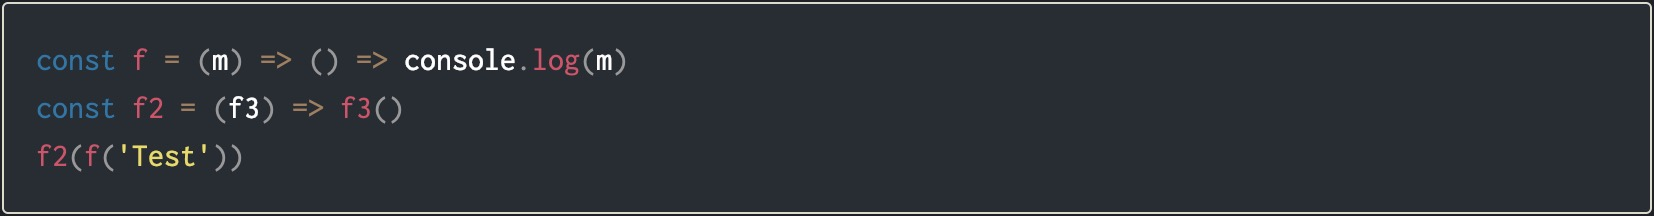 const f = (m) => () => console.log(m)
const f2 = (f3) => f3()
f2(f('Test'))